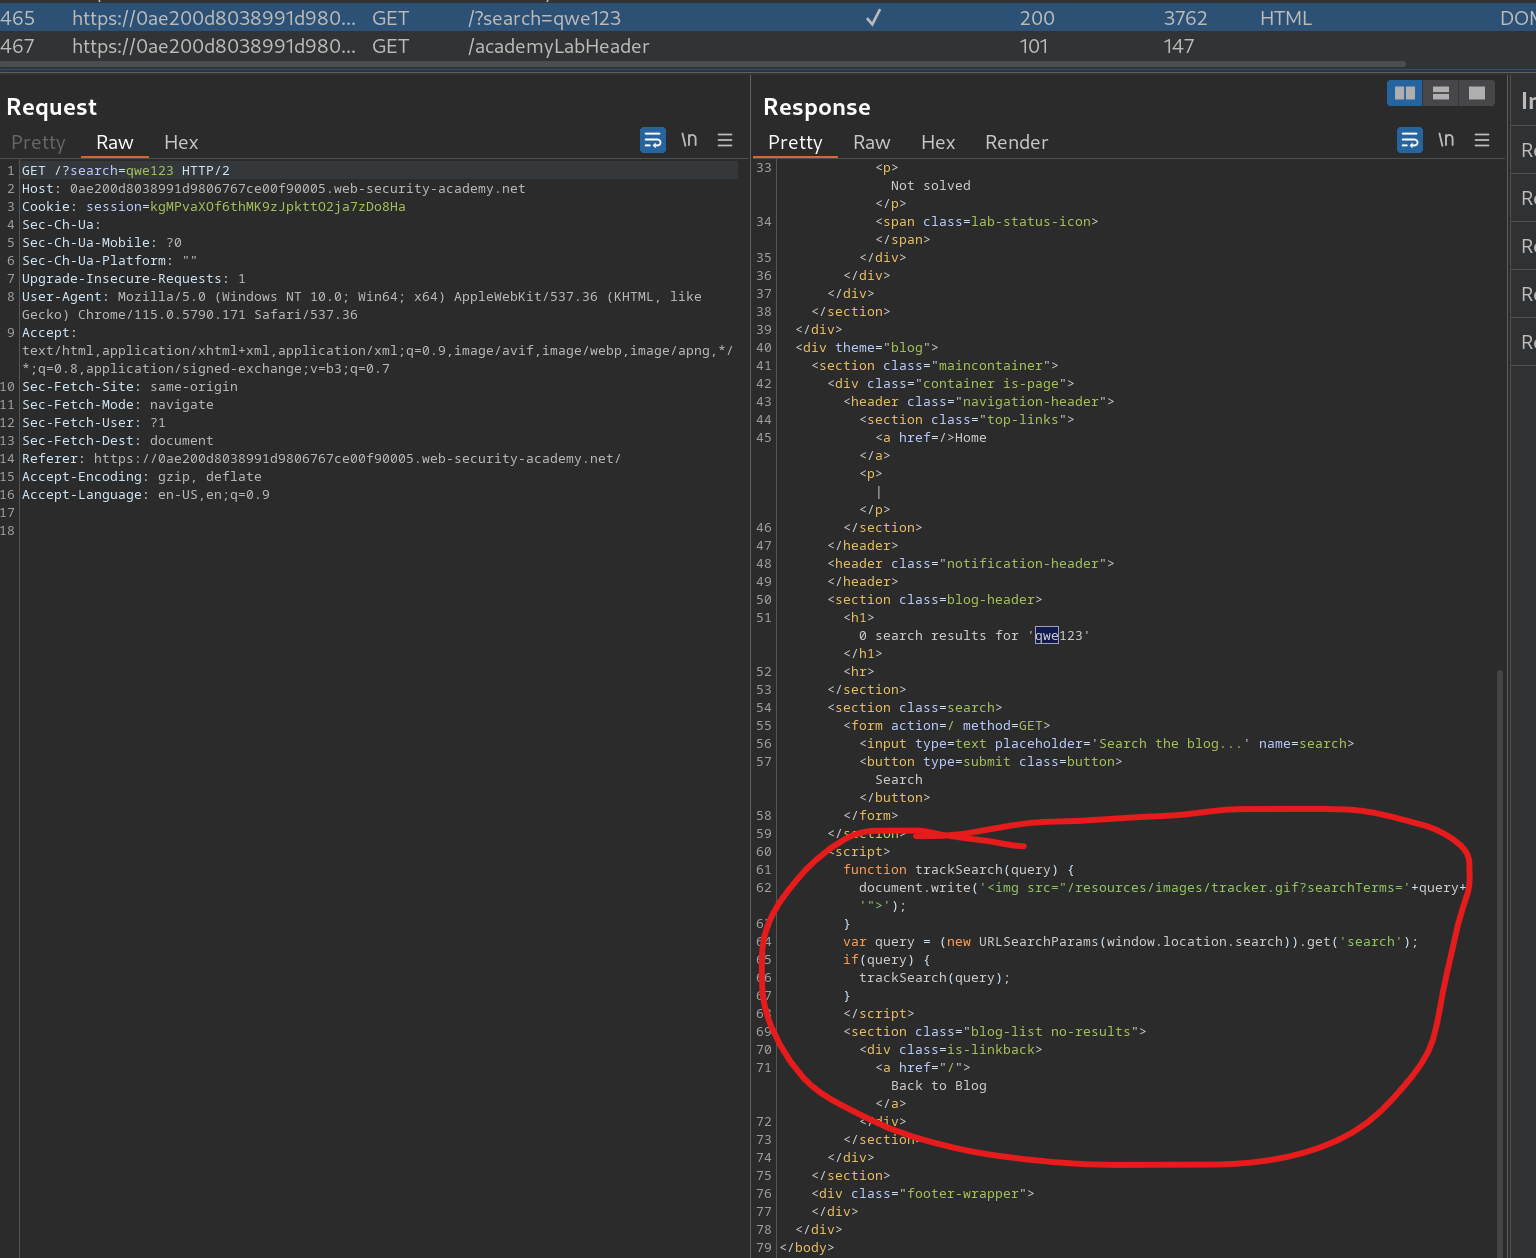 465 https://0ae200d8038991d980... GET /?search=qwe123 200 3762 HTML DOM
467 https://0ae200d8038991d980... GET /academyLabHeader 101 147
Request
Pretty Raw Hex
\n
1 GET /?search=qwe123 HTTP/2
2 Host: 0ae200d8038991d9806767ce00f90005.web-security-academy.net
3 Cookie: session=kgMPvaXOf6thMK9zJpkttO2ja7zDo8Ha
4 Sec-Ch-Ua:
5 Sec-Ch-Ua-Mobile: ?0
6 Sec-Ch-Ua-Platform: ""
7 Upgrade-Insecure-Requests: 1
8 User-Agent: Mozilla/5.0 (Windows NT 10.0; Win64; x64) AppleWebKit/537.36 (KHTML, like
Gecko) Chrome/115.0.5790.171 Safari/537.36
9 Accept:
text/html,application/xhtml+xml,application/xml;q=0.9,image/avif,image/webp,image/apng,*/
*;q=0.8,application/signed-exchange;v=b3;q=0.7
10 Sec-Fetch-Site: same-origin
11 Sec-Fetch-Mode: navigate
12 Sec-Fetch-User: ?1
13 Sec-Fetch-Dest: document
14 Referer: https://0ae200d8038991d9806767ce00f90005.web-security-academy.net/
15 Accept-Encoding: gzip, deflate
16 Accept-Language: en-US,en;q=0.9
17
18
Response
Pretty Raw Hex Render
\n
33 <p>
Not solved
</p>
34 <span class=lab-status-icon>
</span>
35 </div>
36 </div>
37 </div>
38 </section>
39 </div>
40 <div theme="blog">
41 <section class="maincontainer">
42 <div class="container is-page">
43 <header class="navigation-header">
44 <section class="top-links">
45 <a href=/>Home
</a>
<p>
|
</p>
46 </section>
47 </header>
48 <header class="notification-header">
49 </header>
50 <section class=blog-header>
51 <h1>
0 search results for 'qwe123'
</h1>
52 <hr>
53 </section>
54 <section class=search>
55 <form action=/ method=GET>
56 <input type=text placeholder='Search the blog...' name=search>
57 <button type=submit class=button>
Search
</button>
58 </form>
59 </section>
60 <script>
61 function trackSearch(query) {
62 document.write('<img src="/resources/images/tracker.gif?searchTerms='+query+
'">');
63 }
64 var query = (new URLSearchParams(window.location.search)).get('search');
65 if(query) {
66 trackSearch(query);
67 }
68 </script>
69 <section class="blog-list no-results">
70 <div class=is-linkback>
71 <a href="/">
Back to Blog
</a>
72 </div>
73 </section>
74 </div>
75 </section>
76 <div class="footer-wrapper">
77 </div>
78 </div>
79 </body>
In
Re
Re
Re
Re
Re